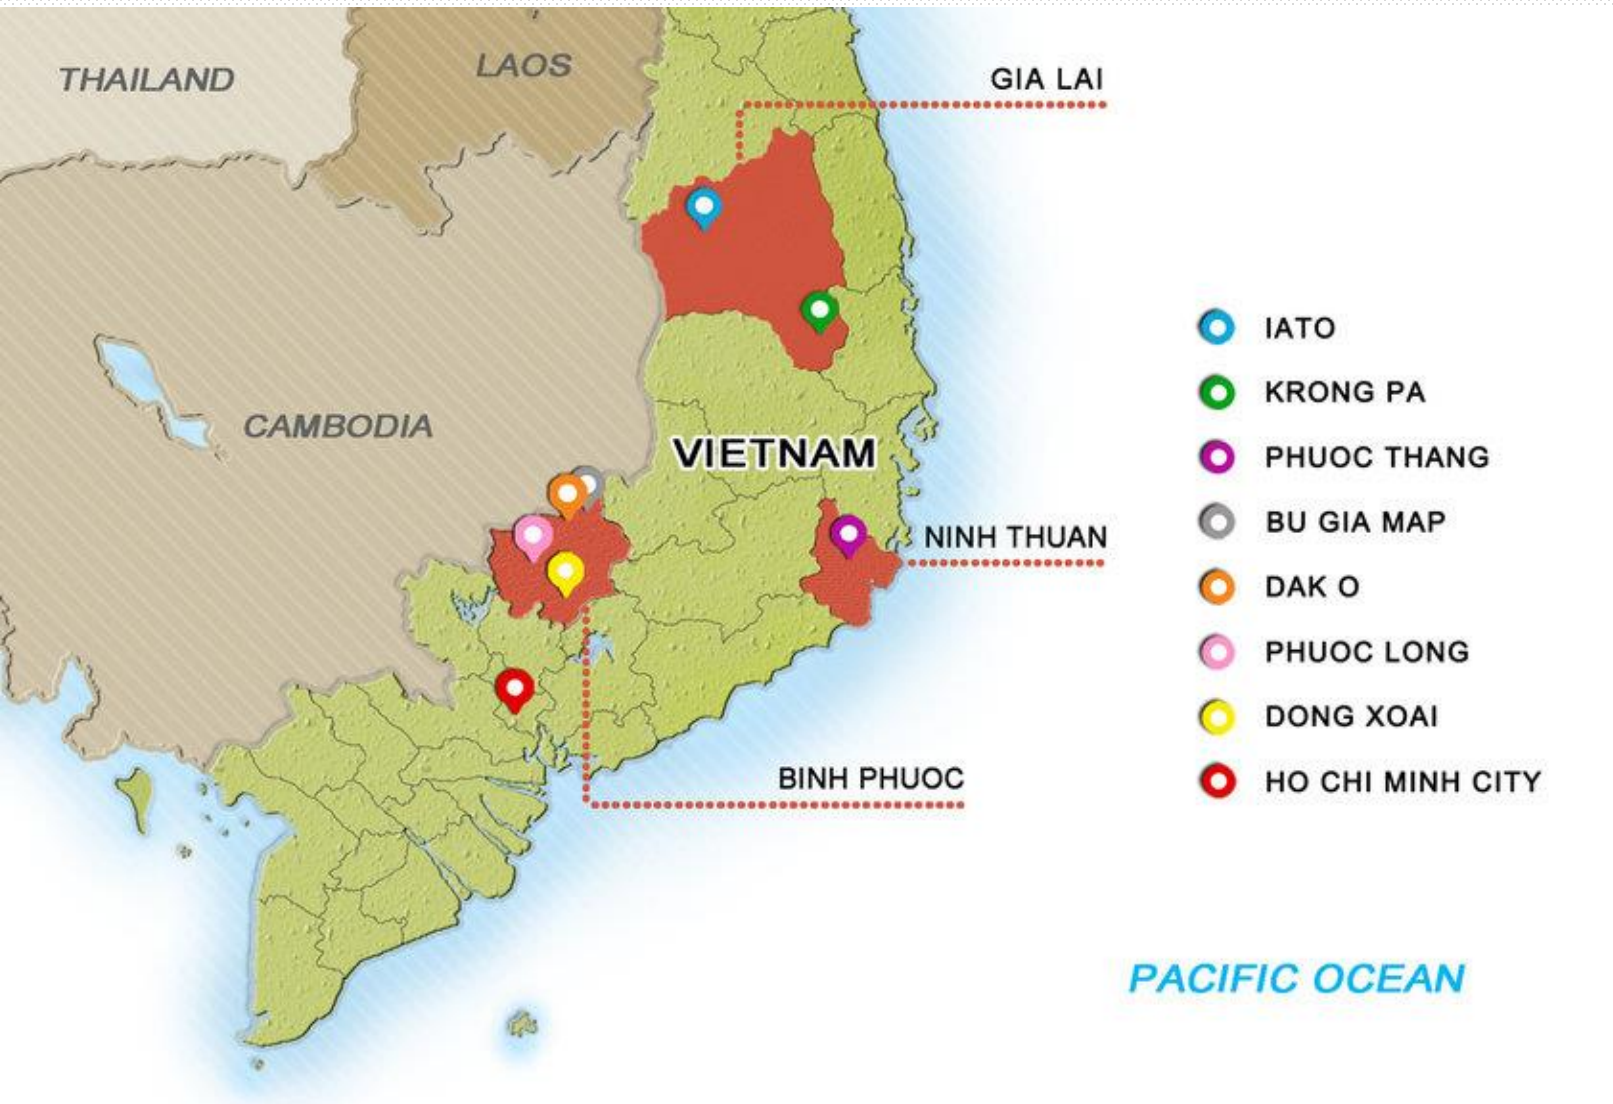 THAILAND
LAOS
GIA LAI
CAMBODIA
VIETNAM
NINH THUAN
BINH PHUOC
IATO
KRONG PA
PHUOC THANG
BU GIA MAP
DAK O
PHUOC LONG
DONG XOAI
HO CHI MINH CITY
PACIFIC OCEAN